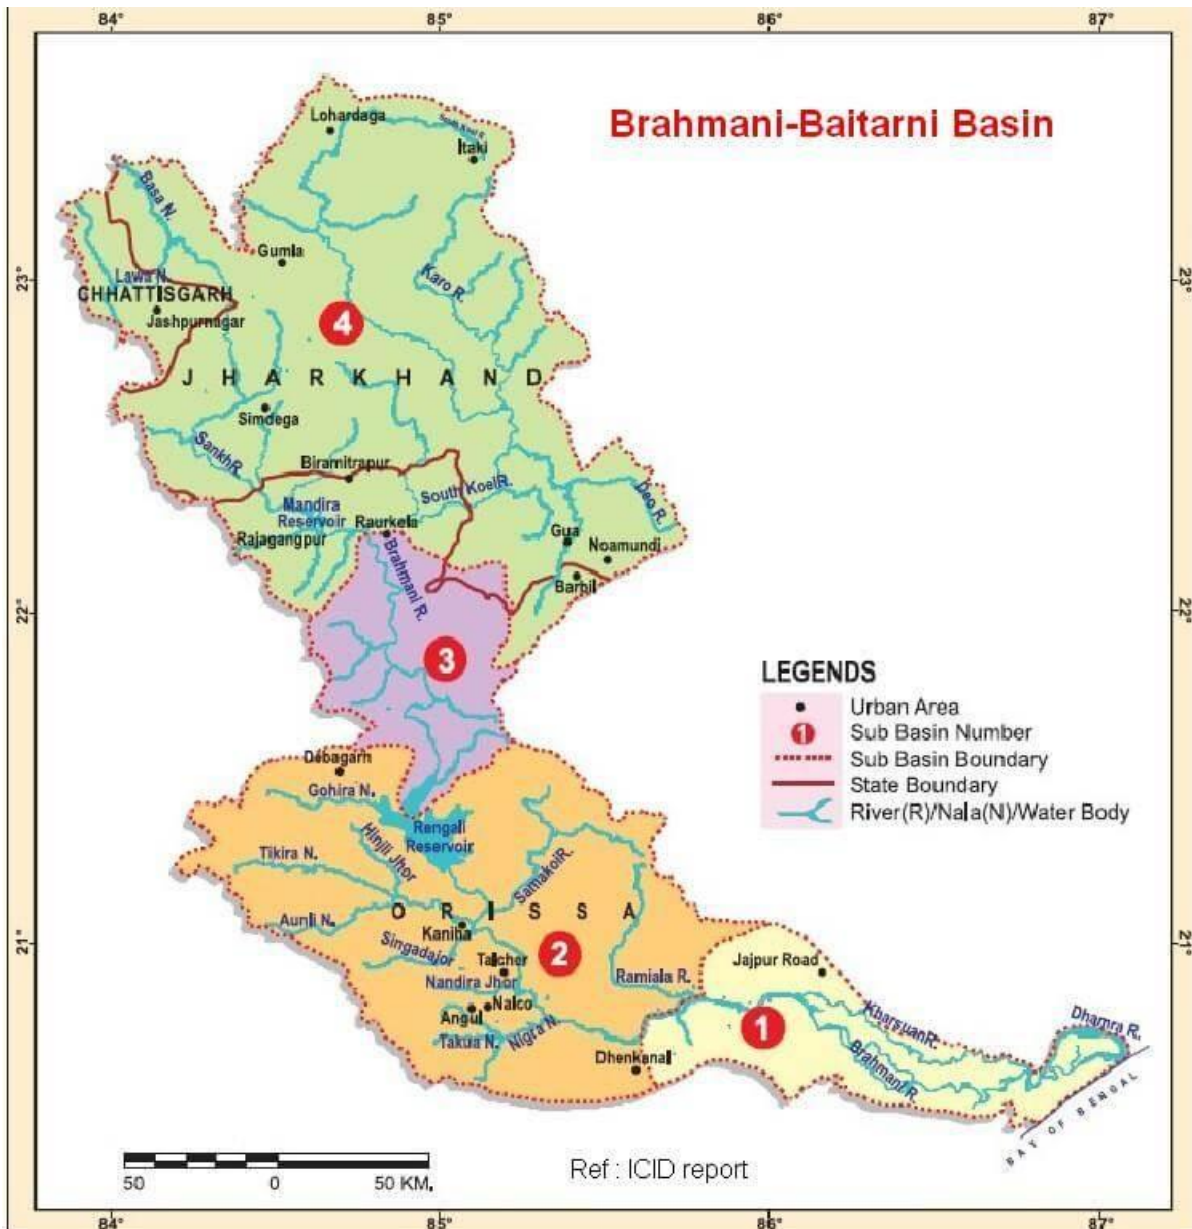 84°
85°
86°
87°
Brahmani-Baitarni Basin
Lohardaga
Itaki
Basa N.
Gumla
Karo R.
23°
23°
Lawa N.
CHHATTISGARH
Jashpurnagar
4
JHARKHAND
Simdega
Sankh R.
Biramitrapur
South Koel R.
Deo R.
Mandira
Reservoir
Raurkela
Rajagangpur
Gua
Noamundi
Barbil
Brahmani R.
22°
22°
3
LEGENDS
Urban Area
1
Sub Basin Number
Sub Basin Boundary
State Boundary
River(R)/Nala(N)/Water Body
Debagarh
Gohira N.
Rengali
Reservoir
Hinjli Jhor
Tikira N.
Samakoi R.
ORISSA
Aunli N.
Kaniha
21°
21°
Singadajor
Talcher
2
Jajpur Road
Nandira Jhor
Ramiala R.
Nalco
Angul
Nigra N.
Takua N.
1
Kharsuan R.
Dhamra R.
Dhenkanal
Brahmani R.
BAY OF BENGAL
50
0
50 KM.
Ref : ICID report
84°
85°
86°
87°